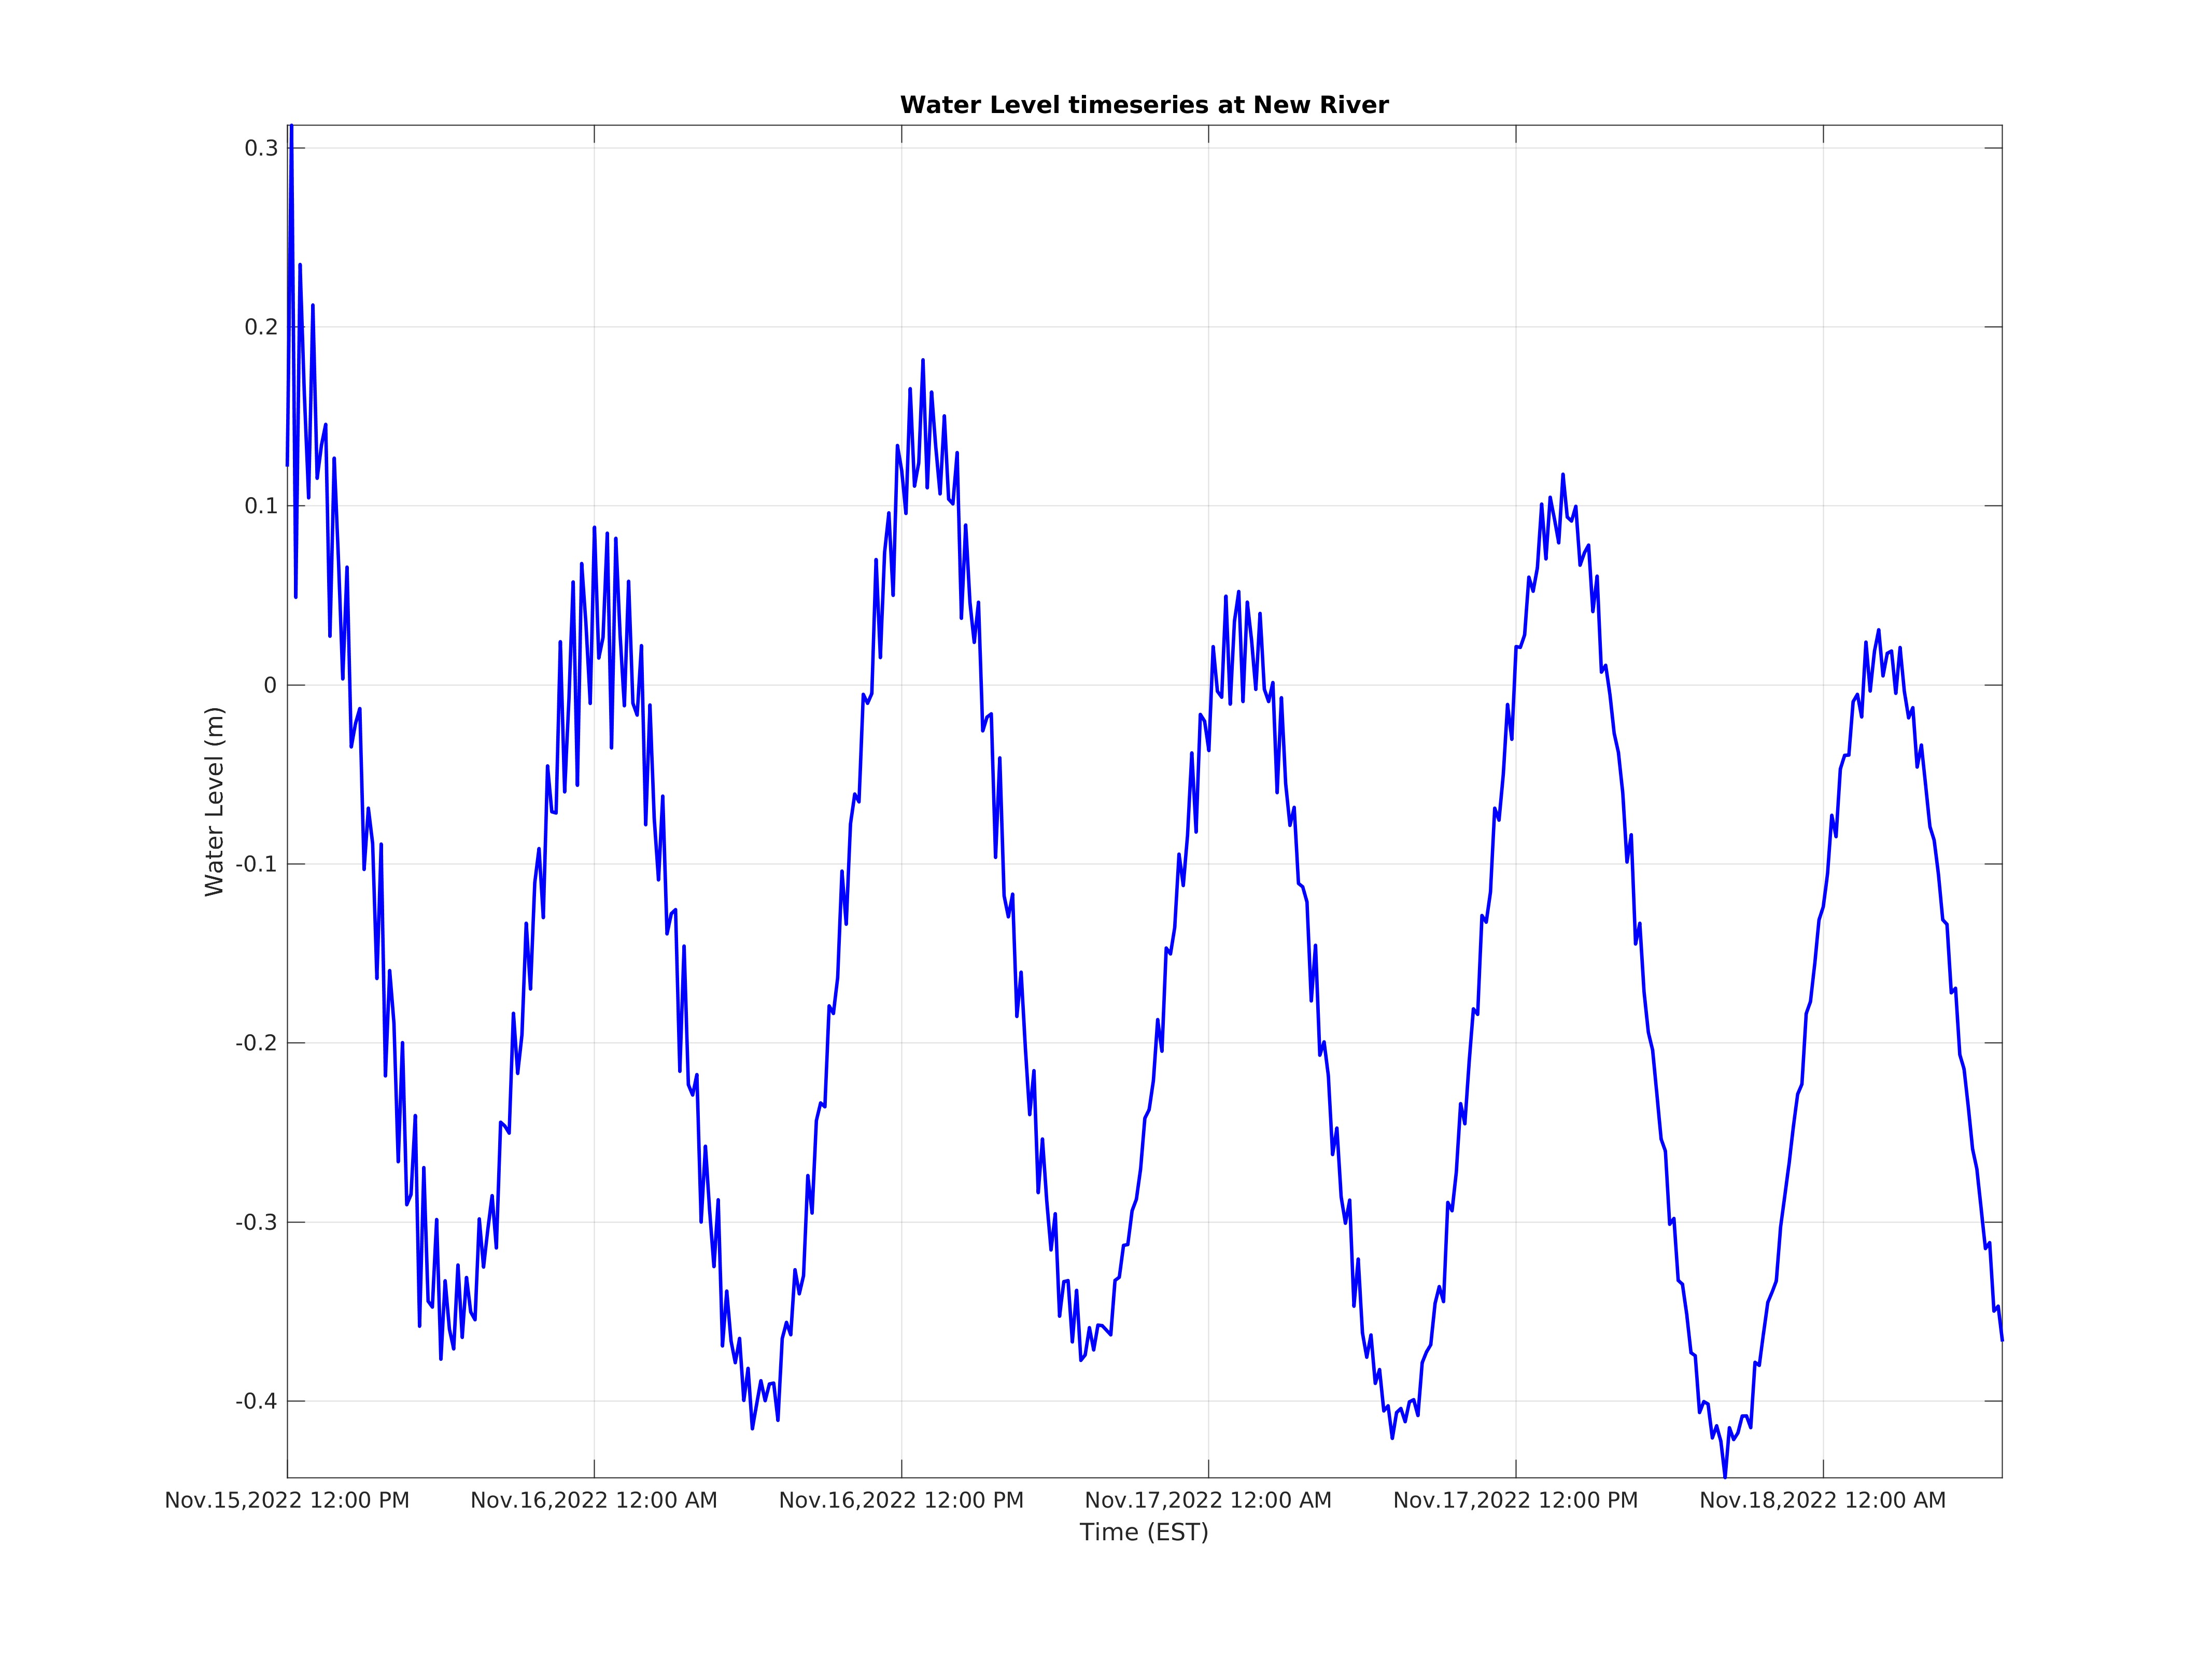 Water Level timeseries at New River
0.3
0.2
0.1
0
-0.1
-0.2
-0.3
-0.4
Water Level (m)
Nov.15,2022 12:00 PM
Nov.16,2022 12:00 AM
Nov.16,2022 12:00 PM
Nov.17,2022 12:00 AM
Nov.17,2022 12:00 PM
Nov.18,2022 12:00 AM
Time (EST)